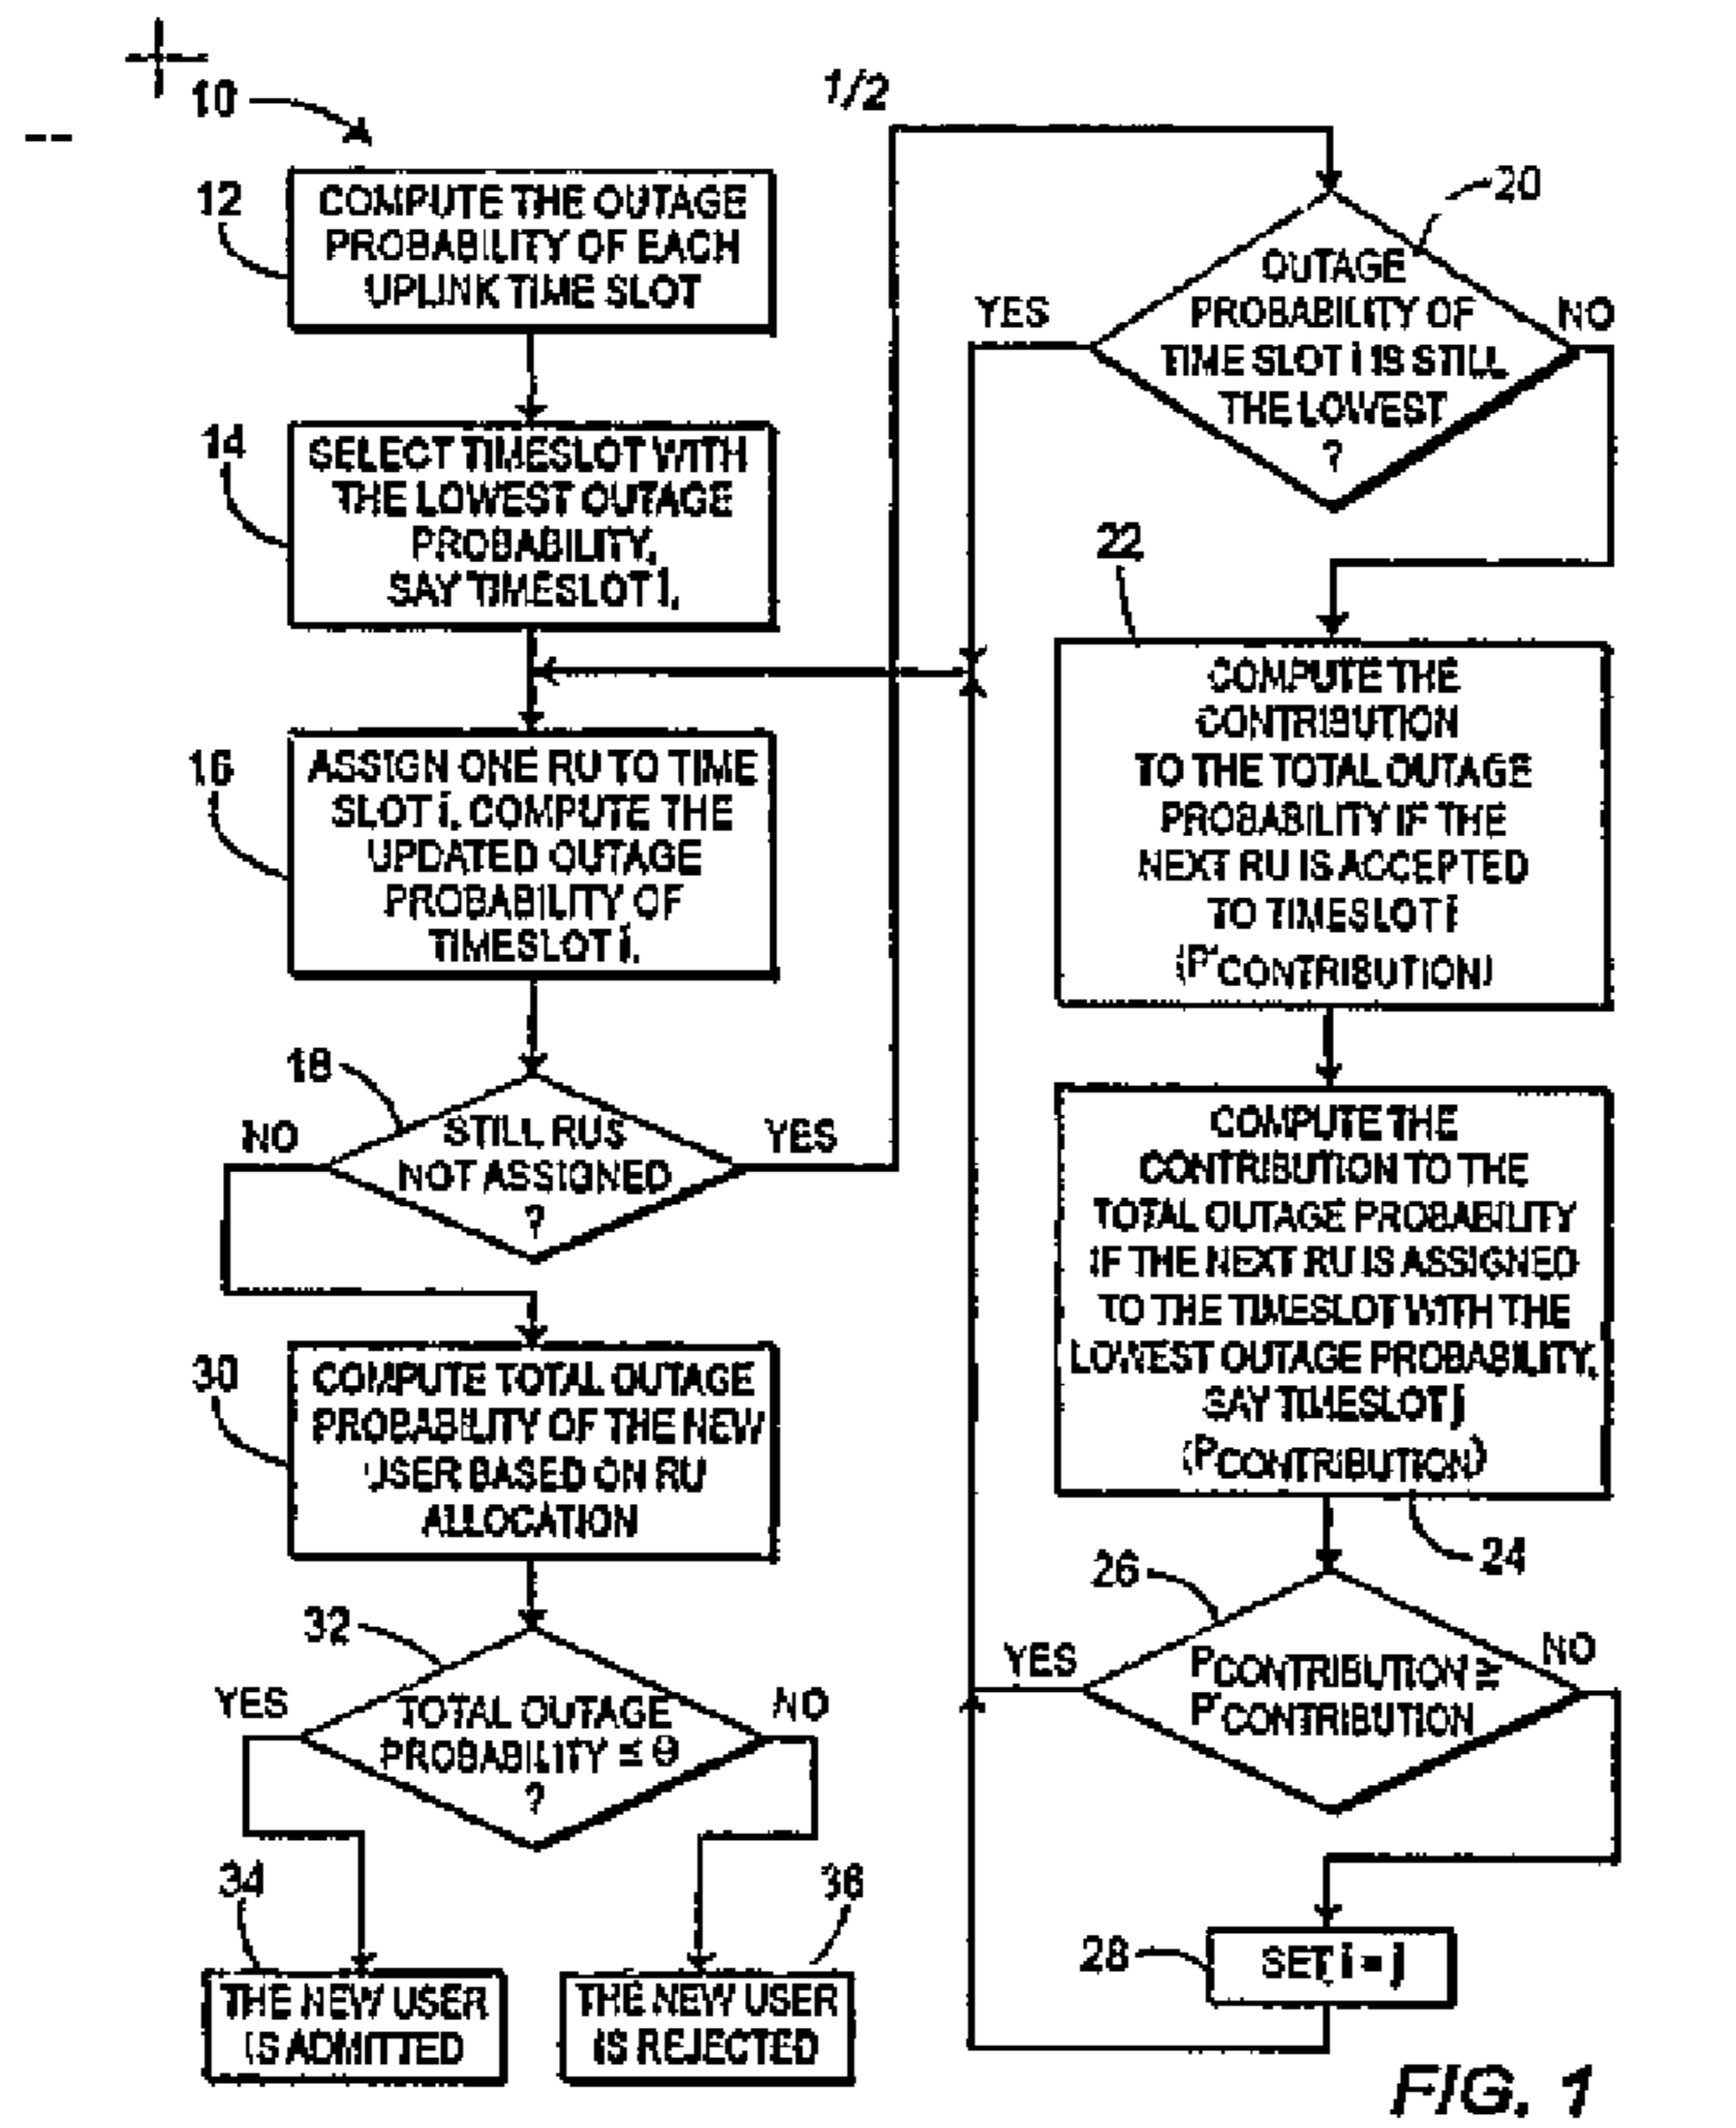 1/2
10
--
12
COMPUTE THE OUTAGE
PROBABILITY OF EACH
UPLINK TIME SLOT
14
SELECT TIMESLOT WITH
THE LOWEST OUTAGE
PROBABILITY,
SAY TIMESLOT i.
16
ASSIGN ONE RU TO TIME
SLOT i. COMPUTE THE
UPDATED OUTAGE
PROBABILITY OF
TIMESLOT i.
18
STILL RUS
NOT ASSIGNED
?
NO
YES
20
OUTAGE
PROBABILITY OF
TIME SLOT i IS STILL
THE LOWEST
?
YES
NO
22
COMPUTE THE
CONTRIBUTION
TO THE TOTAL OUTAGE
PROBABILITY IF THE
NEXT RU IS ACCEPTED
TO TIMESLOT i
(P'CONTRIBUTION)
COMPUTE THE
CONTRIBUTION TO THE
TOTAL OUTAGE PROBABILITY
IF THE NEXT RU IS ASSIGNED
TO THE TIMESLOT WITH THE
LOWEST OUTAGE PROBABILITY,
SAY TIMESLOT j
(PCONTRIBUTION)
24
26
PCONTRIBUTION ≥
P'CONTRIBUTION
YES
NO
28
SET i = j
30
COMPUTE TOTAL OUTAGE
PROBABILITY OF THE NEW
USER BASED ON RU
ALLOCATION
32
TOTAL OUTAGE
PROBABILITY ≤ Θ
?
YES
NO
34
THE NEW USER
IS ADMITTED
36
THE NEW USER
IS REJECTED
FIG. 1